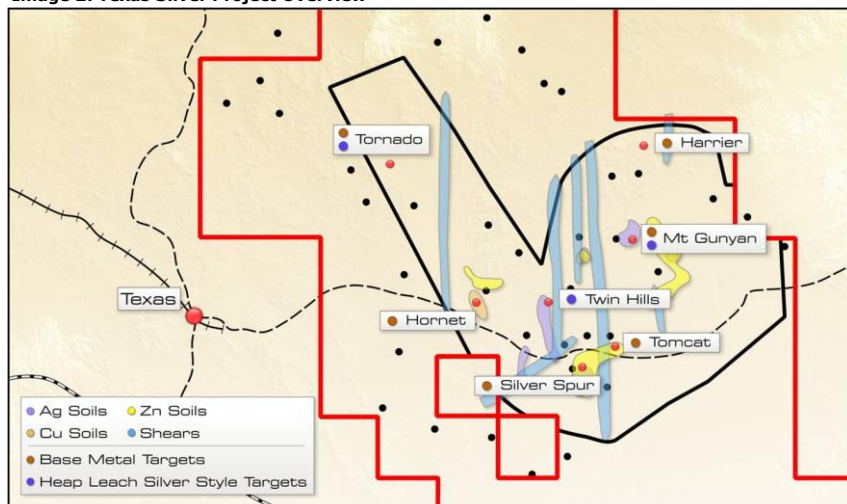 Image 1: Texas Silver Project Overview
Tornado
Harrier
Mt Gunyan
Texas
Twin Hills
Hornet
Tomcat
Silver Spur
Ag Soils
Zn Soils
Cu Soils
Shears
Base Metal Targets
Heap Leach Silver Style Targets